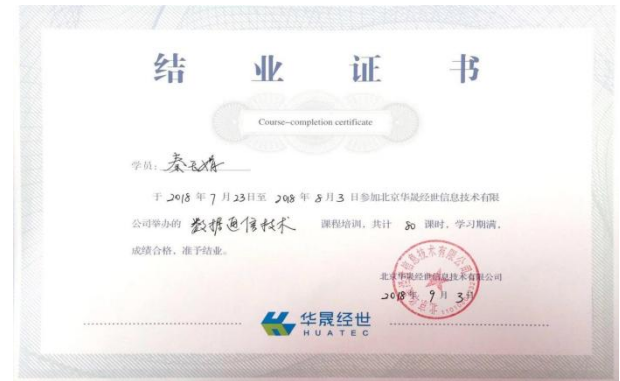 结业证书
Course-completion certificate
学员：秦长
于 2018 年 7 月 23 日至 2018 年 8 月 3 日参加北京华晟经世信息技术有限
公司举办的 数据通信技术 课程培训，共计 80 课时，学习期满，
成绩合格，准予结业。
北京华晟经世信息技术有限公司
2018 年 9 月 3 日
华晟经世
HUATEC